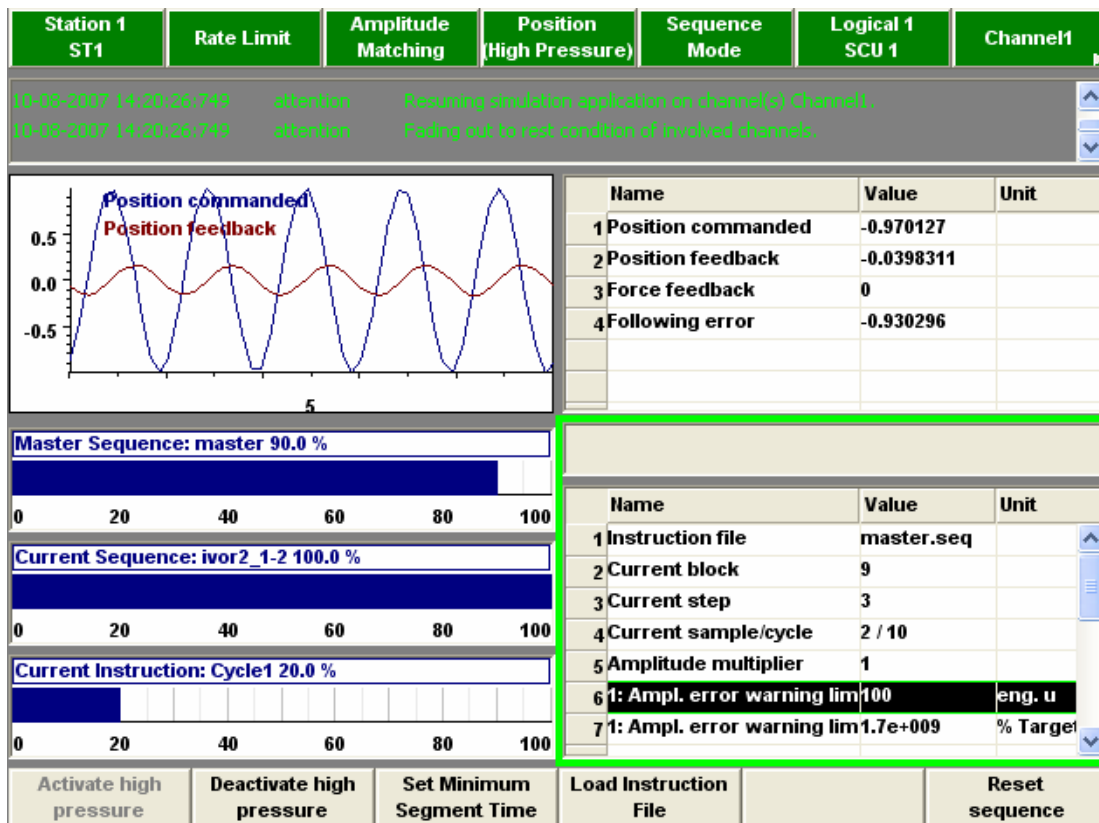 Station 1
ST1
Rate Limit
Amplitude
Matching
Position
(High Pressure)
Sequence
Mode
Logical 1
SCU 1
Channel1
10-08-2007 14:20:26:749 attention Resuming simulation application on channel(s) Channel1.
10-08-2007 14:20:26:749 attention Fading out to rest condition of involved channels.
Position commanded
Position feedback
0.5
0.0
-0.5
5
Name Value Unit
1 Position commanded -0.970127
2 Position feedback -0.0398311
3 Force feedback 0
4 Following error -0.930296
Master Sequence: master 90.0 %
0 20 40 60 80 100
Current Sequence: ivor2_1-2 100.0 %
0 20 40 60 80 100
Current Instruction: Cycle1 20.0 %
0 20 40 60 80 100
Name Value Unit
1 Instruction file master.seq
2 Current block 9
3 Current step 3
4 Current sample/cycle 2 / 10
5 Amplitude multiplier 1
6 1: Ampl. error warning lim 100 eng. u
7 1: Ampl. error warning lim 1.7e+009 % Target
Activate high
pressure
Deactivate high
pressure
Set Minimum
Segment Time
Load Instruction
File
Reset
sequence